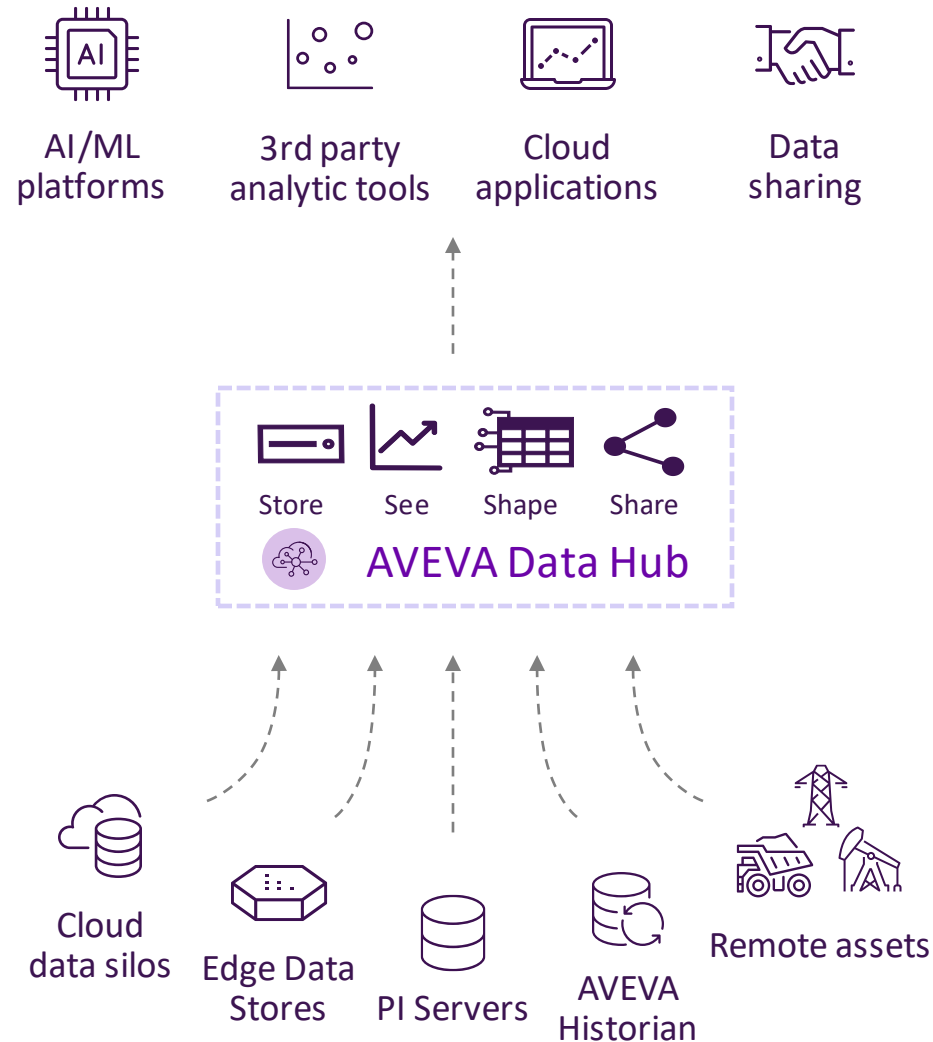 AI
AI/ML
platforms
3rd party
analytic tools
Cloud
applications
Data
sharing
Store
See
Shape
Share
AVEVA Data Hub
Cloud
data silos
Edge Data
Stores
PI Servers
AVEVA
Historian
Remote assets